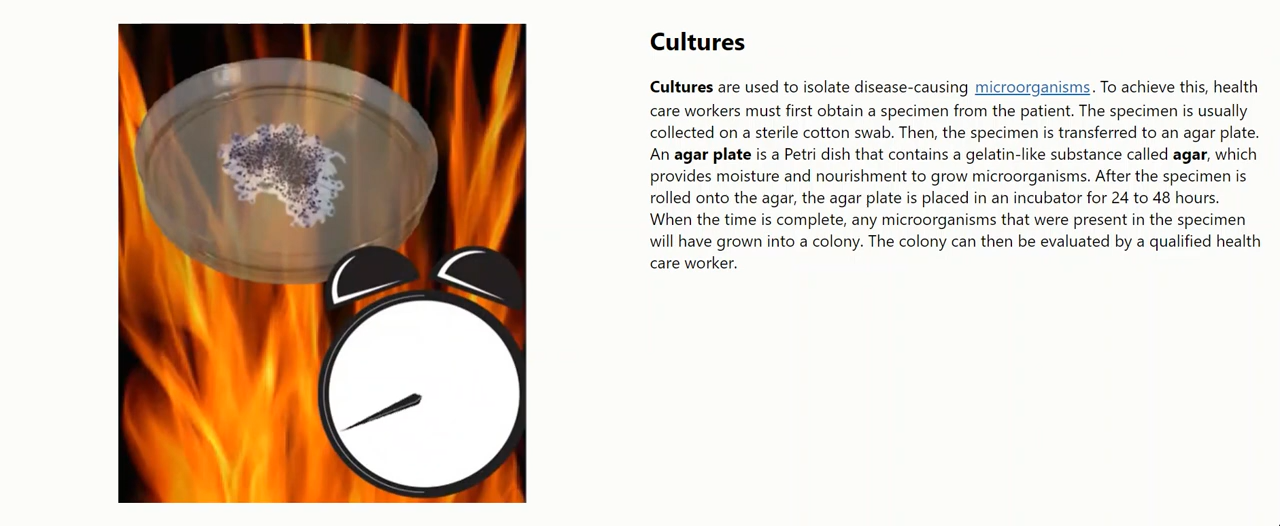 Cultures
Cultures are used to isolate disease-causing microorganisms. To achieve this, health
care workers must first obtain a specimen from the patient. The specimen is usually
collected on a sterile cotton swab. Then, the specimen is transferred to an agar plate.
An agar plate is a Petri dish that contains a gelatin-like substance called agar, which
provides moisture and nourishment to grow microorganisms. After the specimen is
rolled onto the agar, the agar plate is placed in an incubator for 24 to 48 hours.
When the time is complete, any microorganisms that were present in the specimen
will have grown into a colony. The colony can then be evaluated by a qualified health
care worker.